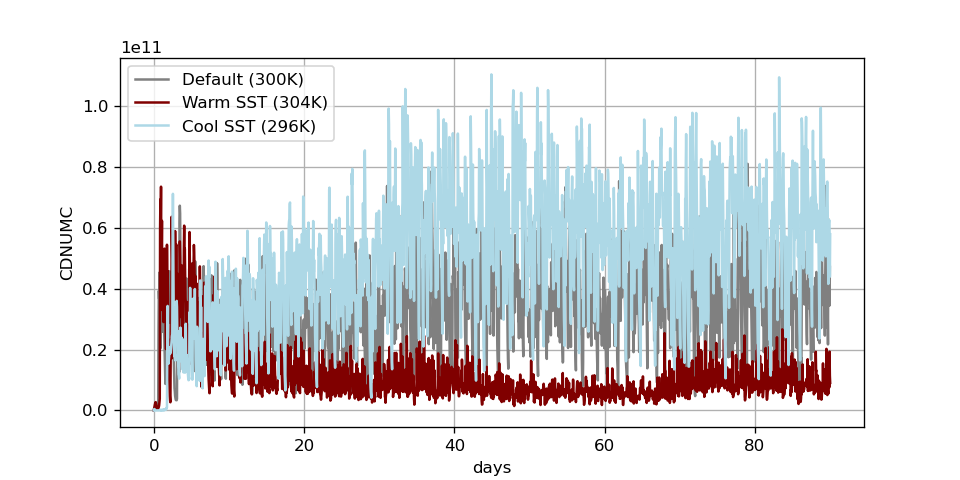 1e11
Default (300K)
Warm SST (304K)
Cool SST (296K)
1.0
0.8
0.6
0.4
0.2
0.0
CDNUMC
0 20 40 60 80
days